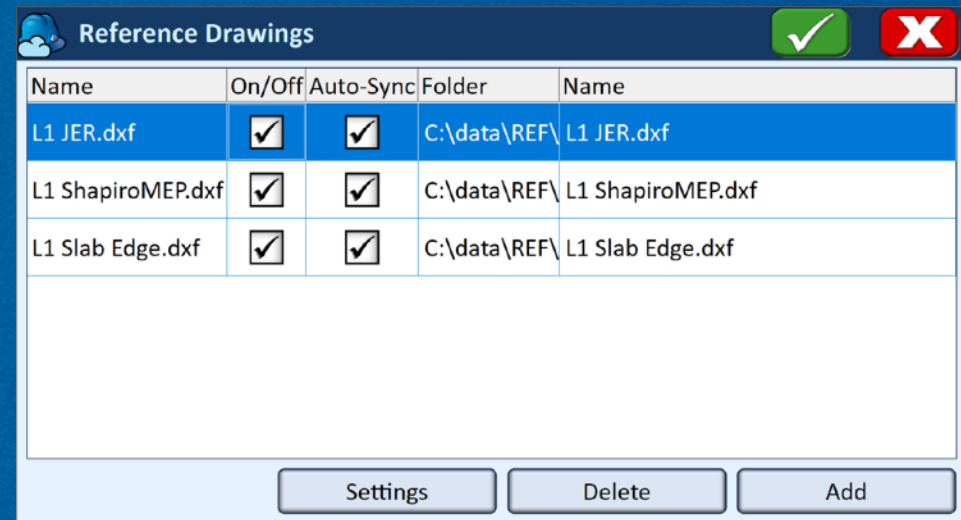 Reference Drawings
Name On/Off Auto-Sync Folder Name
L1 JER.dxf C:\data\REF\ L1 JER.dxf
L1 ShapiroMEP.dxf C:\data\REF\ L1 ShapiroMEP.dxf
L1 Slab Edge.dxf C:\data\REF\ L1 Slab Edge.dxf
Settings Delete Add